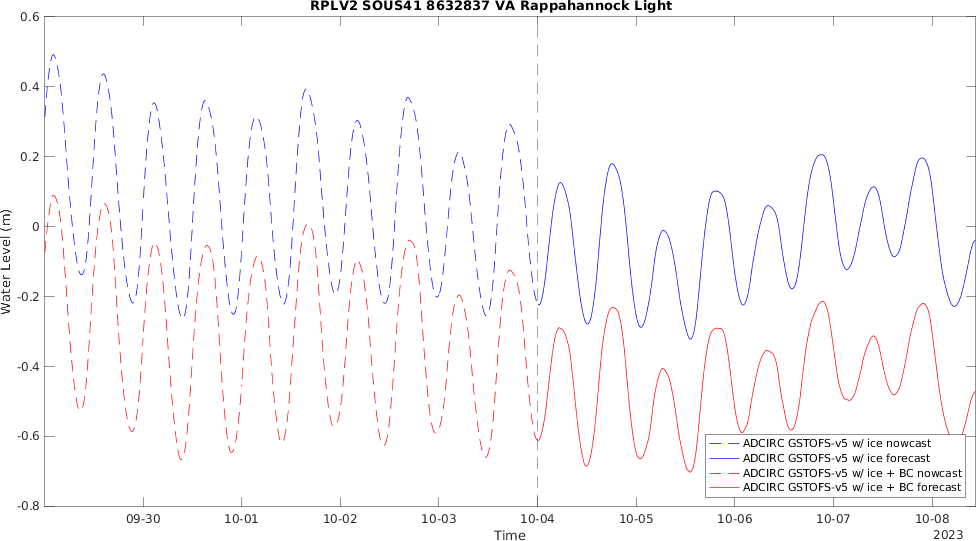 RPLV2 SOUS41 8632837 VA Rappahannock Light
0.6
0.4
0.2
0
-0.2
-0.4
-0.6
-0.8
Water Level (m)
ADCIRC GSTOFS-v5 w/ ice nowcast
ADCIRC GSTOFS-v5 w/ ice forecast
ADCIRC GSTOFS-v5 w/ ice + BC nowcast
ADCIRC GSTOFS-v5 w/ ice + BC forecast
09-30 10-01 10-02 10-03 10-04 10-05 10-06 10-07 10-08
Time
2023